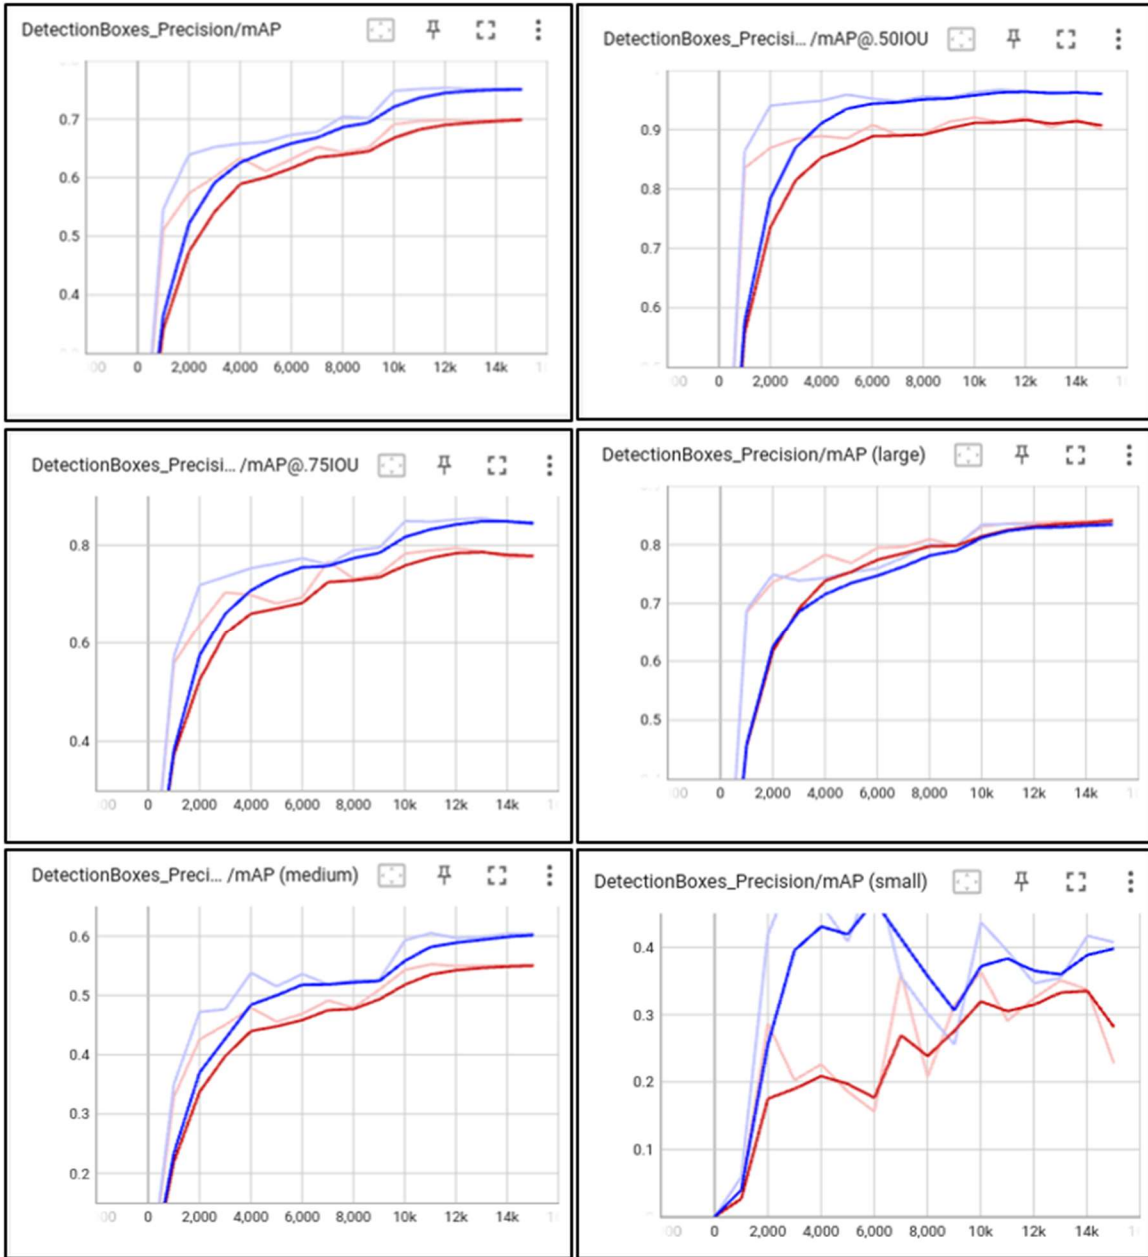 DetectionBoxes_Precision/mAP
0.7
0.6
0.5
0.4
00 0 2,000 4,000 6,000 8,000 10k 12k 14k 1
DetectionBoxes_Precisi... /mAP@.50IOU
0.9
0.8
0.7
0.6
00 0 2,000 4,000 6,000 8,000 10k 12k 14k
DetectionBoxes_Precisi... /mAP@.75IOU
0.8
0.6
0.4
00 0 2,000 4,000 6,000 8,000 10k 12k 14k
DetectionBoxes_Precision/mAP (large)
0.8
0.7
0.6
0.5
00 0 2,000 4,000 6,000 8,000 10k 12k 14k
DetectionBoxes_Preci... /mAP (medium)
0.6
0.5
0.4
0.3
0.2
00 0 2,000 4,000 6,000 8,000 10k 12k 14k
DetectionBoxes_Precision/mAP (small)
0.4
0.3
0.2
0.1
00 0 2,000 4,000 6,000 8,000 10k 12k 14k